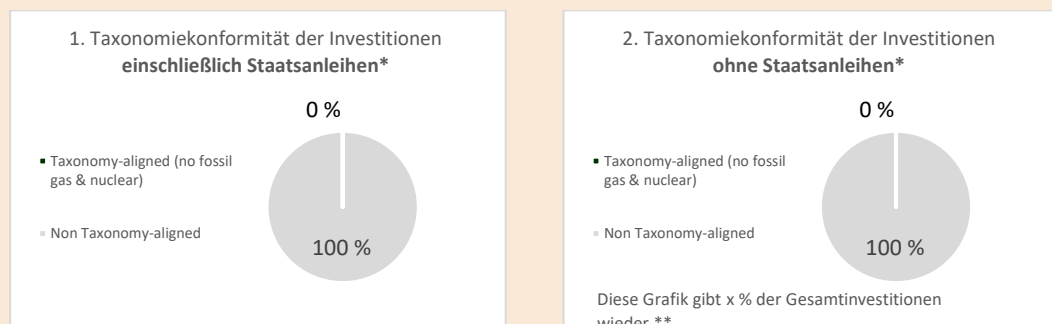 1. Taxonomiekonformität der Investitionen
einschließlich Staatsanleihen*
0 %
Taxonomy-aligned (no fossil
gas & nuclear)
Non Taxonomy-aligned
100 %
2. Taxonomiekonformität der Investitionen
ohne Staatsanleihen*
0 %
Taxonomy-aligned (no fossil
gas & nuclear)
Non Taxonomy-aligned
100 %
Diese Grafik gibt x % der Gesamtinvestitionen
wieder.**